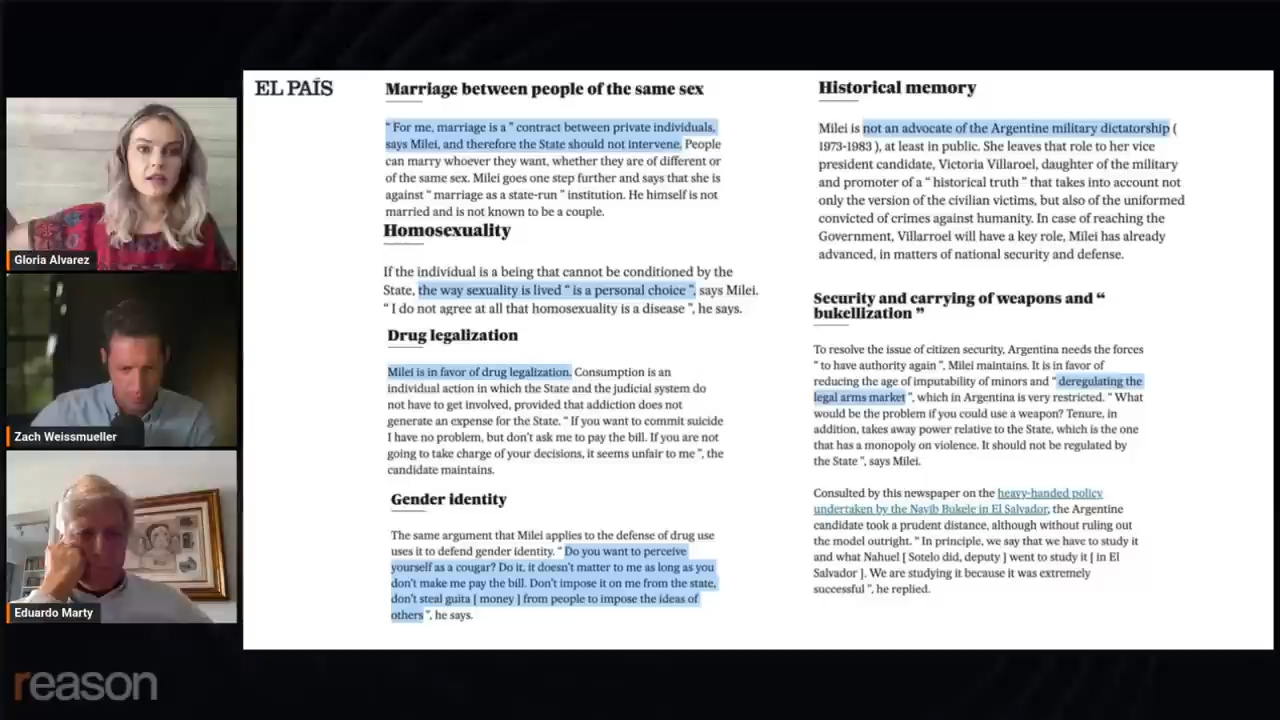 Gloria Alvarez
Zach Weissmueller
Eduardo Marty
reason
EL PAÍS
Marriage between people of the same sex
“ For me, marriage is a ” contract between private individuals,
says Milei, and therefore the State should not intervene. People
can marry whoever they want, whether they are of different or
of the same sex. Milei goes one step further and says that she is
against “ marriage as a state-run ” institution. He himself is not
married and is not known to be a couple.
Homosexuality
If the individual is a being that cannot be conditioned by the
State, the way sexuality is lived “ is a personal choice ”, says Milei.
“ I do not agree at all that homosexuality is a disease ”, he says.
Drug legalization
Milei is in favor of drug legalization. Consumption is an
individual action in which the State and the judicial system do
not have to get involved, provided that addiction does not
generate an expense for the State. “ If you want to commit suicide
I have no problem, but don’t ask me to pay the bill. If you are not
going to take charge of your decisions, it seems unfair to me ”, the
candidate maintains.
Gender identity
The same argument that Milei applies to the defense of drug use
uses it to defend gender identity. “ Do you want to perceive
yourself as a cougar? Do it, it doesn’t matter to me as long as you
don’t make me pay the bill. Don’t impose it on me from the state,
don’t steal guita [ money ] from people to impose the ideas of
others ”, he says.
Historical memory
Milei is not an advocate of the Argentine military dictatorship (
1973-1983 ), at least in public. She leaves that role to her vice
president candidate, Victoria Villaroel, daughter of the military
and promoter of a “ historical truth ” that takes into account not
only the version of the civilian victims, but also of the uniformed
convicted of crimes against humanity. In case of reaching the
Government, Villarroel will have a key role, Milei has already
advanced, in matters of national security and defense.
Security and carrying of weapons and “
bukellization ”
To resolve the issue of citizen security, Argentina needs the forces
“ to have authority again ”, Milei maintains. It is in favor of
reducing the age of imputability of minors and “ deregulating the
legal arms market ”, which in Argentina is very restricted. “ What
would be the problem if you could use a weapon? Tenure, in
addition, takes away power relative to the State, which is the one
that has a monopoly on violence. It should not be regulated by
the State ”, says Milei.
Consulted by this newspaper on the heavy-handed policy
undertaken by the Nayib Bukele in El Salvador, the Argentine
candidate took a prudent distance, although without ruling out
the model outright. “ In principle, we say that we have to study it
and what Nahuel [ Sotelo did, deputy ] went to study it [ in El
Salvador ]. We are studying it because it was extremely
successful ”, he replied.